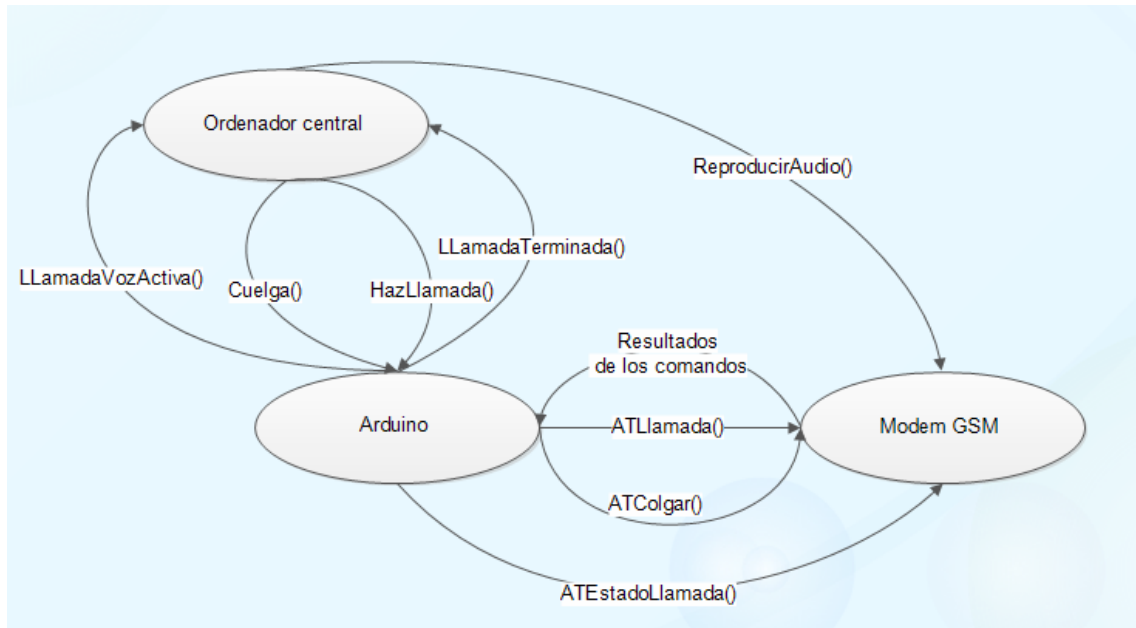 Ordenador central
ReproducirAudio()
LLamadaTerminada()
LLamadaVozActiva()
Cuelga()
HazLlamada()
Resultados
de los comandos
Arduino
ATLlamada()
Modem GSM
ATColgar()
ATEstadoLlamada()